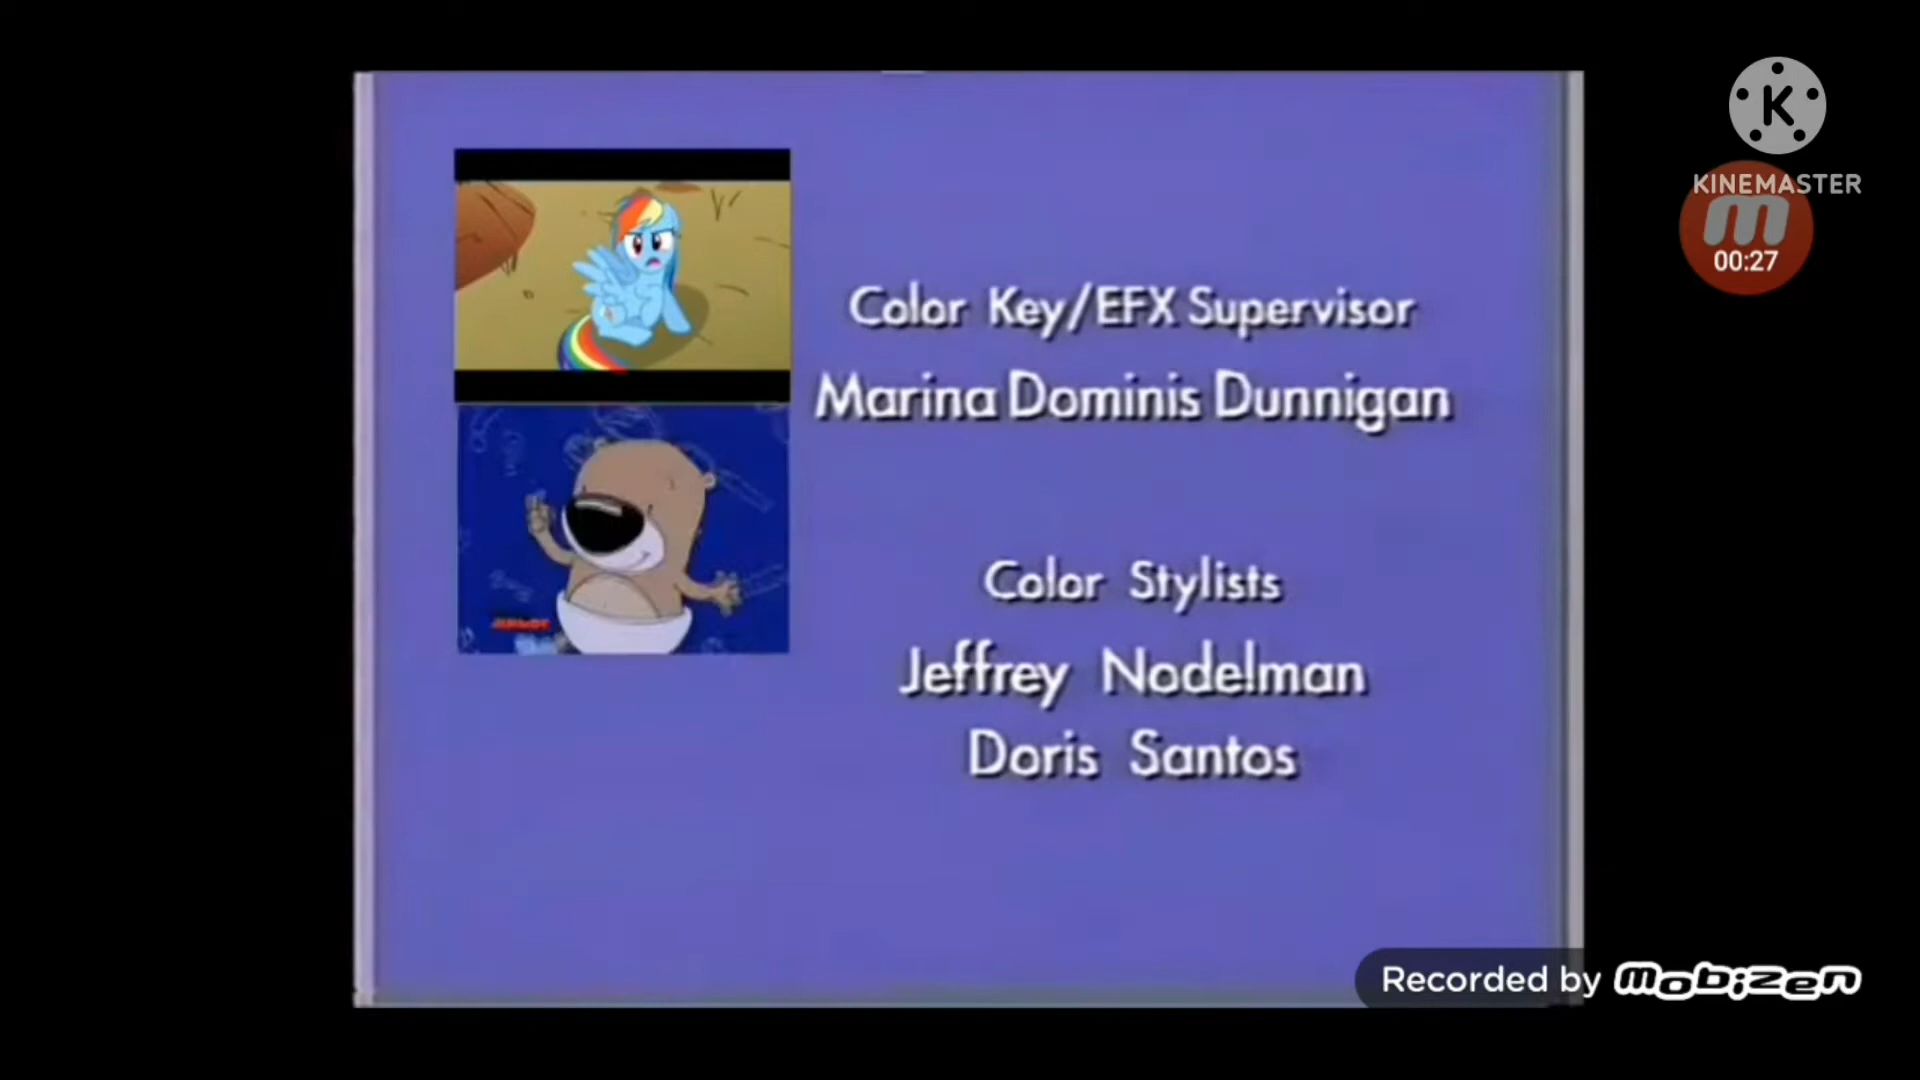 KINEMASTER
00:27
Color Key/EFX Supervisor
Marina Dominis Dunnigan
Color Stylists
Jeffrey Nodelman
Doris Santos
Recorded by mobizen